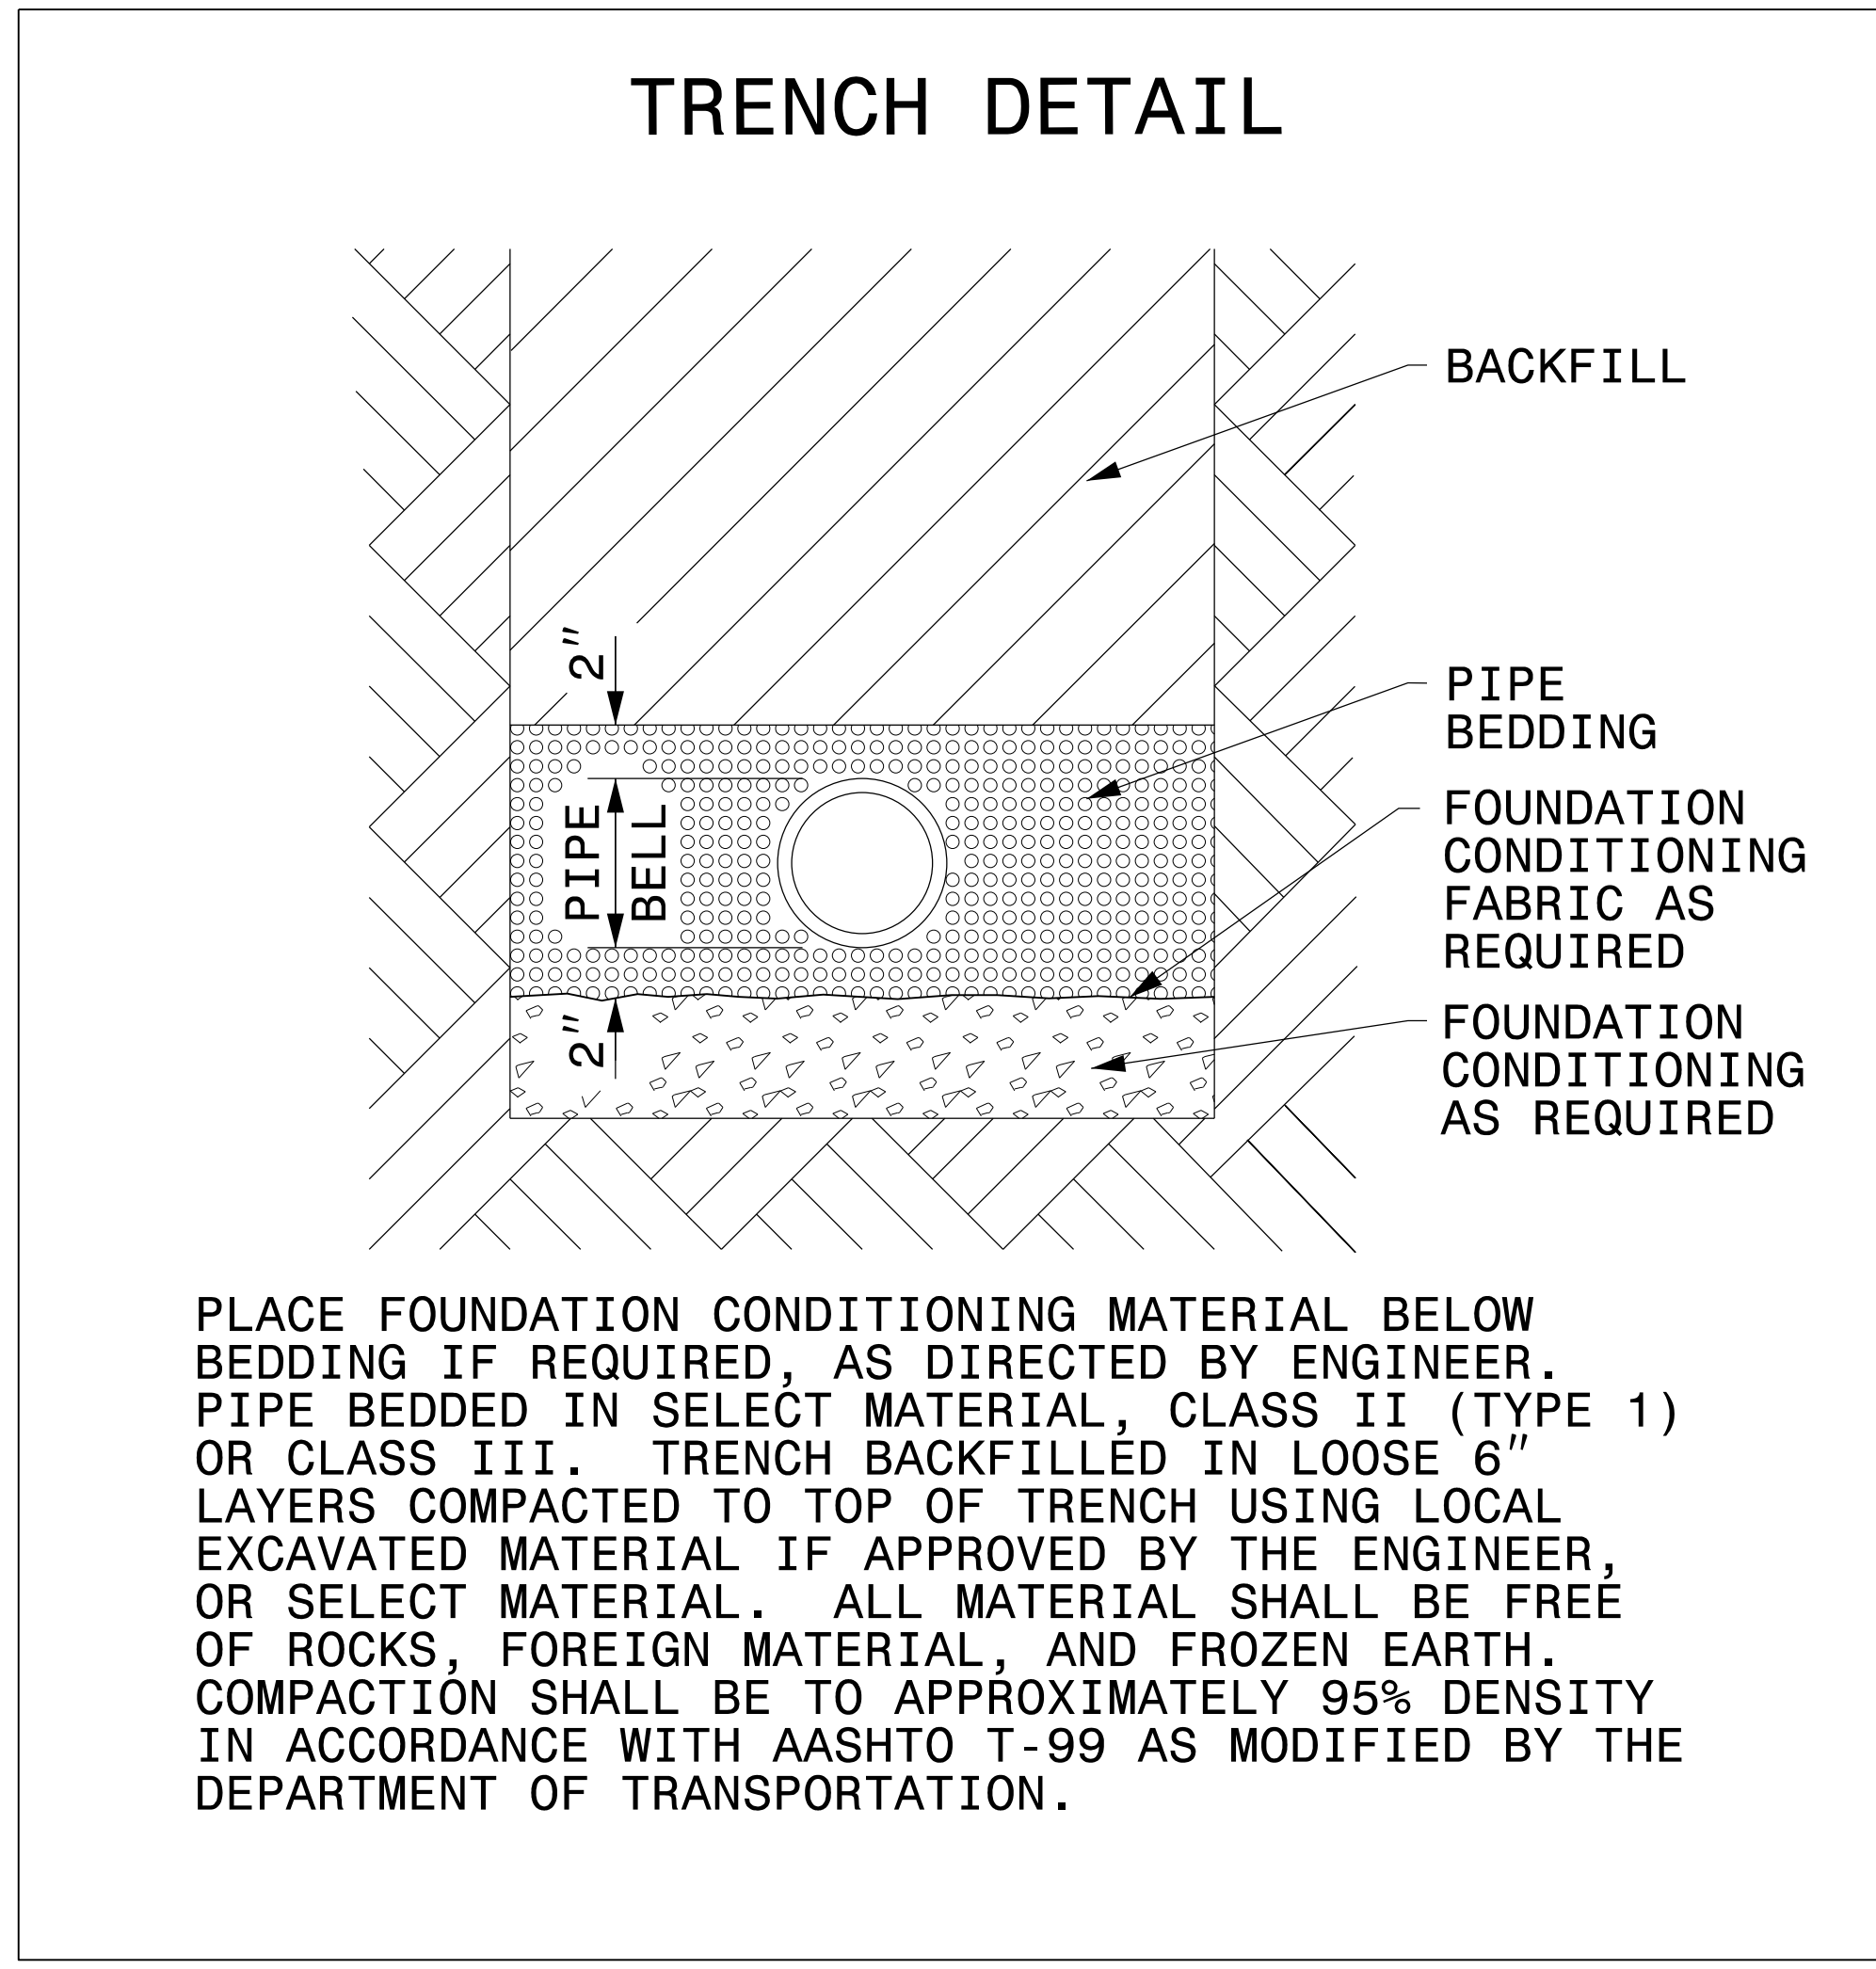 TRENCH DETAIL
BACKFILL
2"
PIPE
BEDDING
PIPE
BELL
FOUNDATION
CONDITIONING
FABRIC AS
REQUIRED
2"
FOUNDATION
CONDITIONING
AS REQUIRED
PLACE FOUNDATION CONDITIONING MATERIAL BELOW
BEDDING IF REQUIRED, AS DIRECTED BY ENGINEER.
PIPE BEDDED IN SELECT MATERIAL, CLASS II (TYPE 1)
OR CLASS III.  TRENCH BACKFILLED IN LOOSE 6"
LAYERS COMPACTED TO TOP OF TRENCH USING LOCAL
EXCAVATED MATERIAL IF APPROVED BY THE ENGINEER,
OR SELECT MATERIAL.  ALL MATERIAL SHALL BE FREE
OF ROCKS, FOREIGN MATERIAL, AND FROZEN EARTH.
COMPACTION SHALL BE TO APPROXIMATELY 95% DENSITY
IN ACCORDANCE WITH AASHTO T-99 AS MODIFIED BY THE
DEPARTMENT OF TRANSPORTATION.